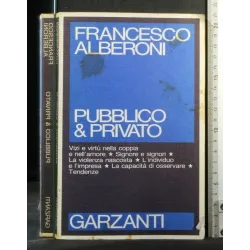 FRANCESCO
ALBERONI
PUBBLICO
& PRIVATO
Vizi e virtù nella coppia
e nell'amore ★ Signore e signori ★
La violenza nascosta ★ L'individuo
e l'impresa ★ La capacità di osservare ★
Tendenze
GARZANTI